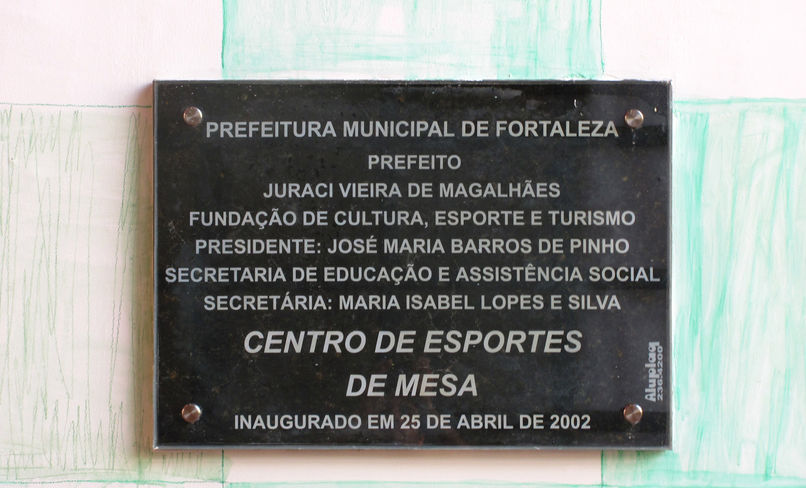 PREFEITURA MUNICIPAL DE FORTALEZA
PREFEITO
JURACI VIEIRA DE MAGALHÃES
FUNDAÇÃO DE CULTURA, ESPORTE E TURISMO
PRESIDENTE: JOSÉ MARIA BARROS DE PINHO
SECRETARIA DE EDUCAÇÃO E ASSISTÊNCIA SOCIAL
SECRETÁRIA: MARIA ISABEL LOPES E SILVA
CENTRO DE ESPORTES
DE MESA
INAUGURADO EM 25 DE ABRIL DE 2002
Aluplaq
236.4200